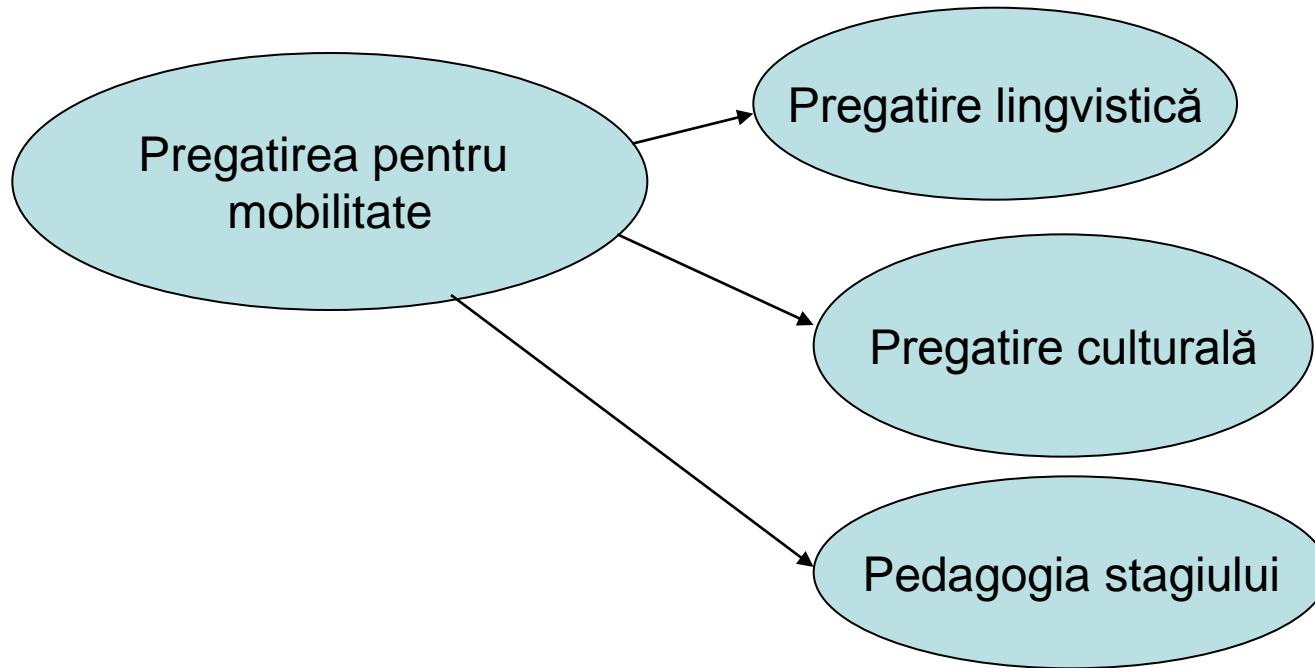 Pregatirea pentru
mobilitate
Pregatire lingvistică
Pregatire culturală
Pedagogia stagiului